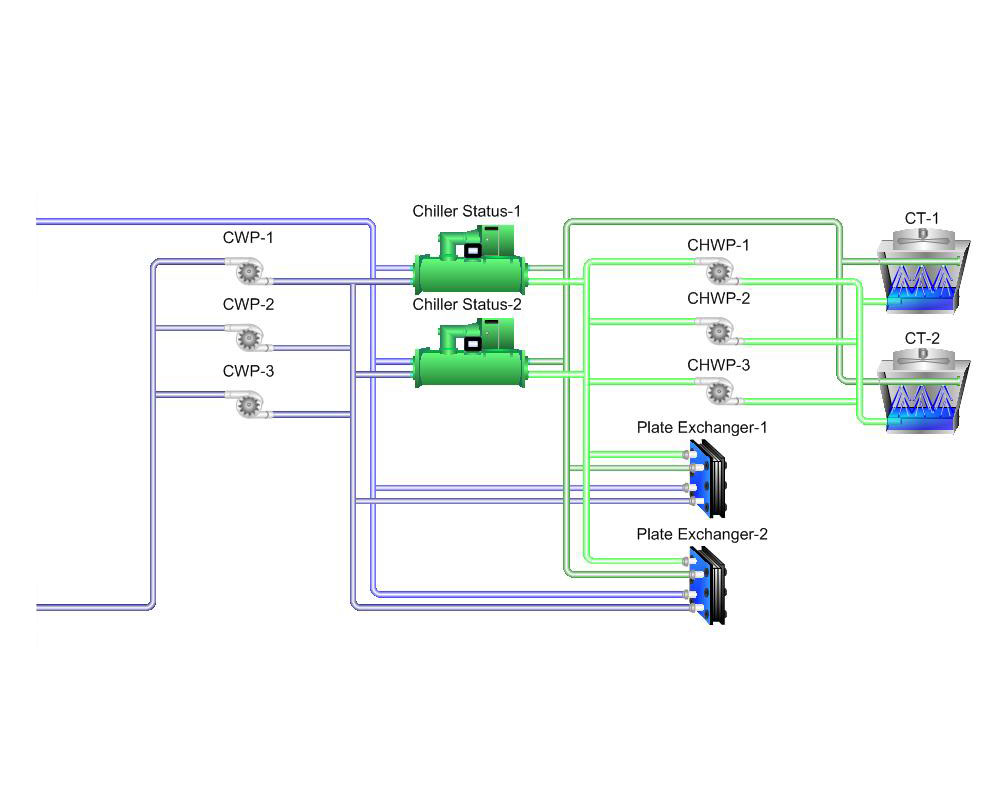 Chiller Status-1
CT-1
CWP-1
CHWP-1
CWP-2
Chiller Status-2
CHWP-2
CT-2
CWP-3
CHWP-3
Plate Exchanger-1
Plate Exchanger-2